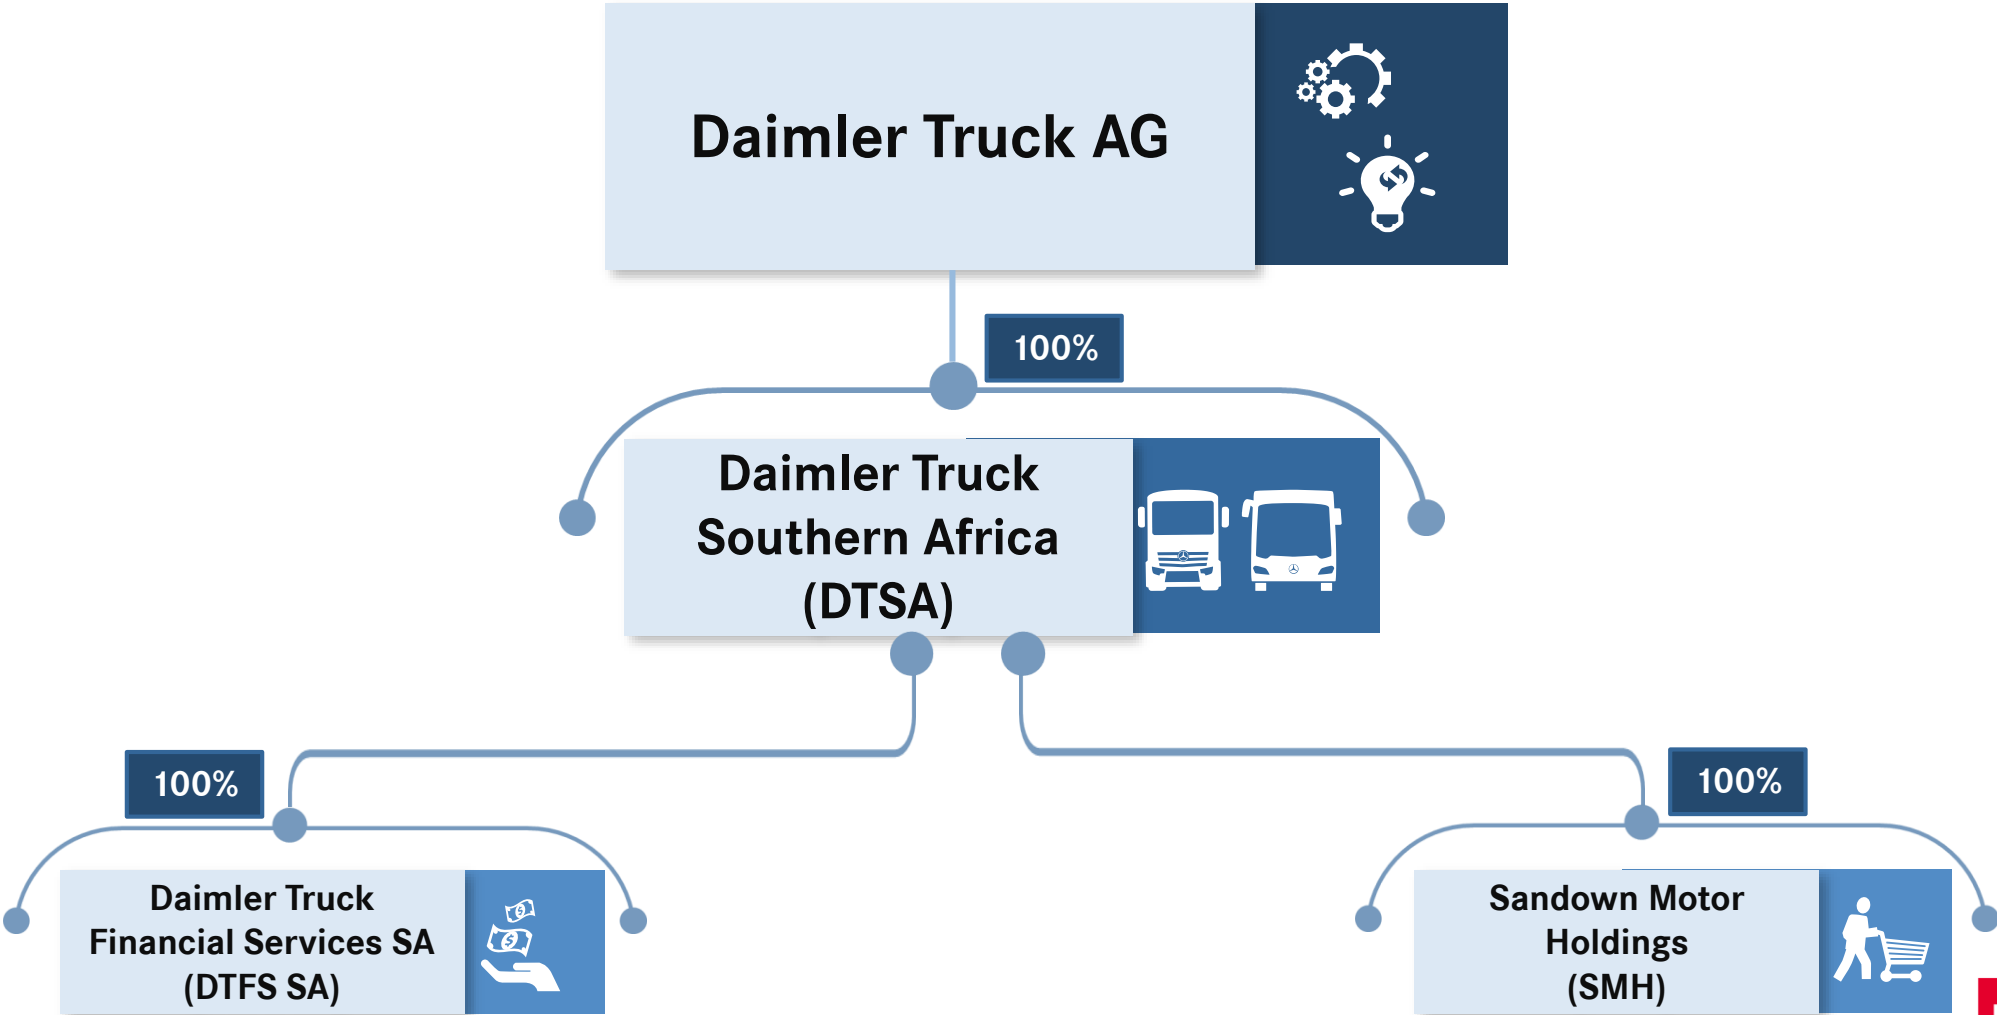 Daimler Truck AG
100%
Daimler Truck
Southern Africa
(DTSA)
100%
100%
Daimler Truck
Financial Services SA
(DTFS SA)
Sandown Motor
Holdings
(SMH)